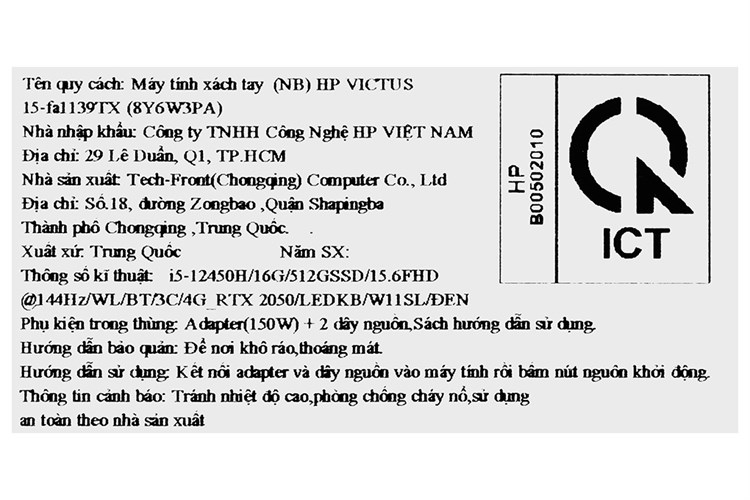 Tên quy cách: Máy tính xách tay (NB) HP VICTUS
15-fa1139TX (8Y6W3PA)
Nhà nhập khẩu: Công ty TNHH Công Nghệ HP VIỆT NAM
Địa chỉ: 29 Lê Duẩn, Q1, TP.HCM
Nhà sản xuất: Tech-Front(Chongqing) Computer Co., Ltd
Địa chỉ: Số.18, đường Zongbao ,Quận Shapingba
Thành phố Chongqing ,Trung Quốc. .
Xuất xứ: Trung Quốc Năm SX:
Thông số kĩ thuật: i5-12450H/16G/512GSSD/15.6FHD
@144Hz/WL/BT/3C/4G_RTX 2050/LEDKB/W11SL/ĐEN
Phụ kiện trong thùng: Adapter(150W) + 2 dây nguồn,Sách hướng dẫn sử dụng.
Hướng dẫn bảo quản: Để nơi khô ráo,thoáng mát.
Hướng dẫn sử dụng: Kết nối adapter và dây nguồn vào máy tính rồi bấm nút nguồn khởi động.
Thông tin cảnh báo: Tránh nhiệt độ cao,phòng chống cháy nổ,sử dụng
an toàn theo nhà sản xuất
HP
B00502010
ICT